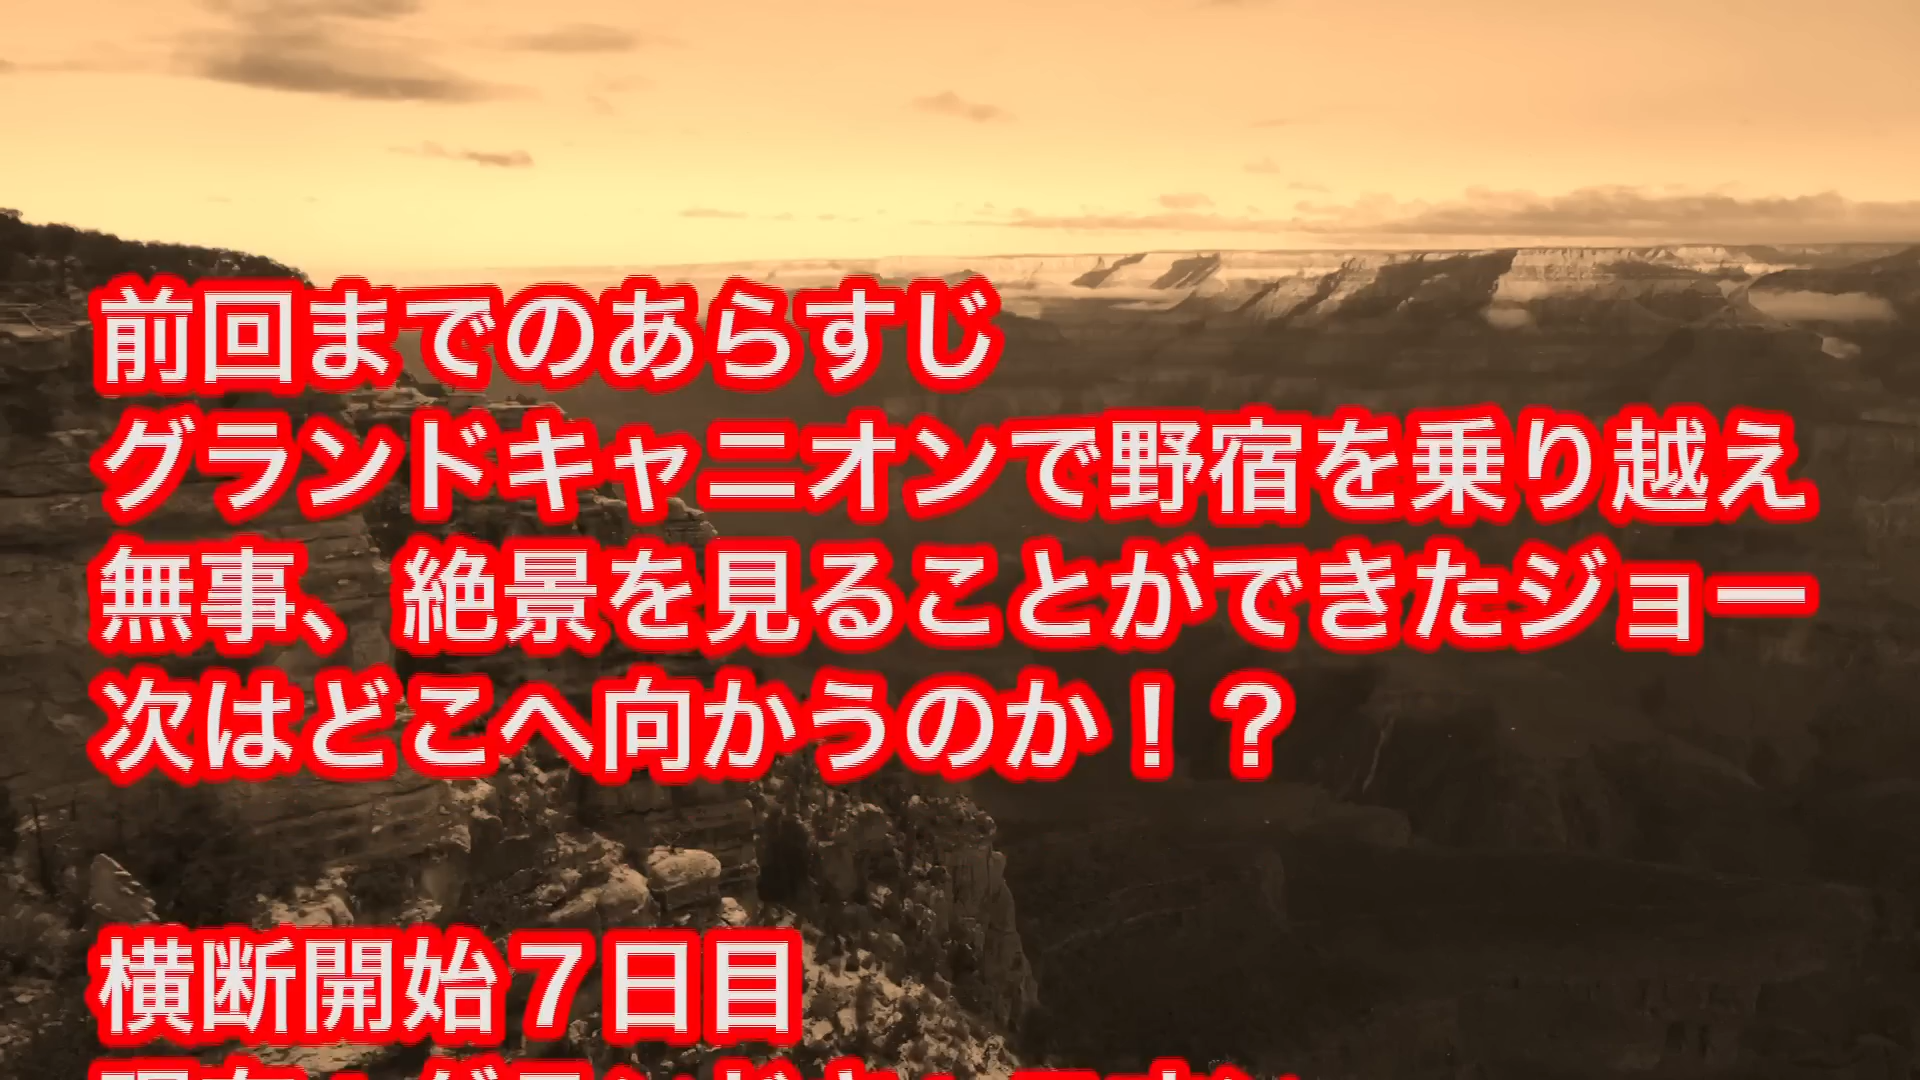 前回までのあらすじ
グランドキャニオンで野宿を乗り越え
無事、絶景を見ることができたジョー
次はどこへ向かうのか！？
横断開始７日目